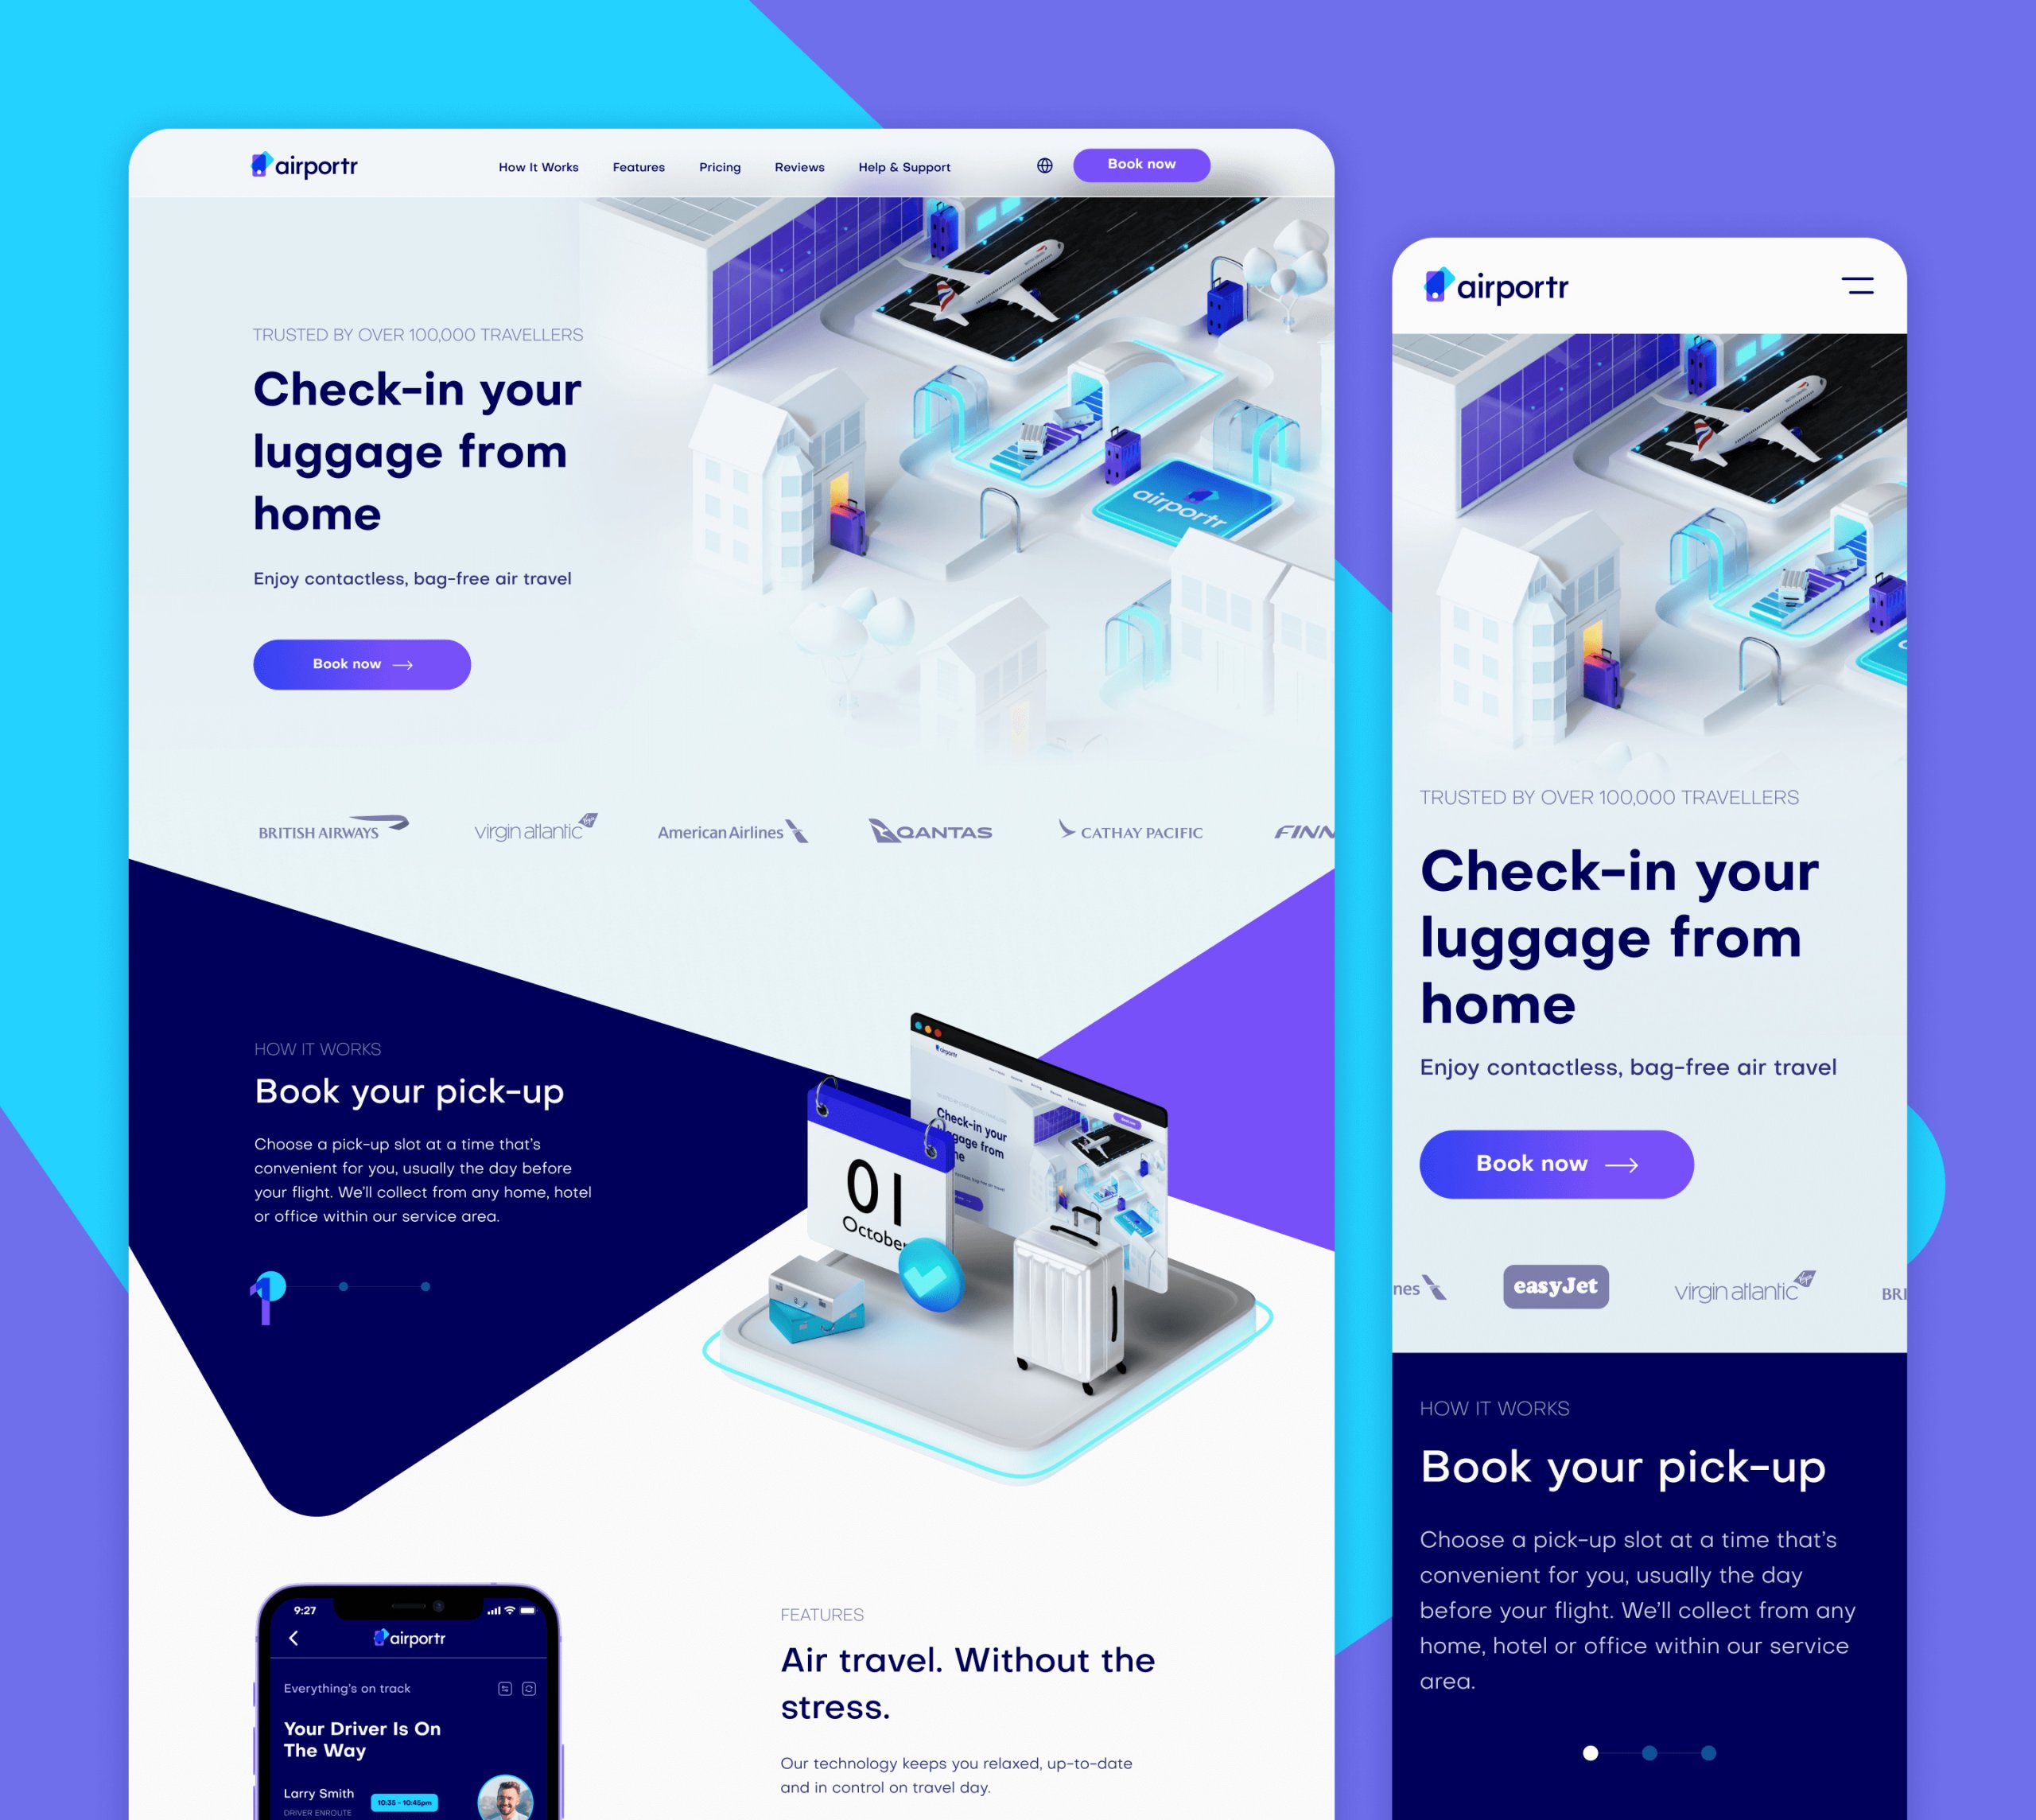 airportr
How It Works
Features
Pricing
Reviews
Help & Support
Book now
TRUSTED BY OVER 100,000 TRAVELLERS
Check-in your
luggage from
home
Enjoy contactless, bag-free air travel
Book now
airportr
BRITISH AIRWAYS
virgin atlantic
American Airlines
QANTAS
CATHAY PACIFIC
FINN
HOW IT WORKS
Book your pick-up
Choose a pick-up slot at a time that's
convenient for you, usually the day before
your flight. We'll collect from any home, hotel
or office within our service area.
1
airportr
Check-in your
luggage from
01
October
FEATURES
Air travel. Without the
stress.
Our technology keeps you relaxed, up-to-date
and in control on travel day.
9:27
airportr
Everything's on track
Your Driver Is On
The Way
Larry Smith
10:35 - 10:45pm
DRIVER ENROUTE
airportr
TRUSTED BY OVER 100,000 TRAVELLERS
Check-in your
luggage from
home
Enjoy contactless, bag-free air travel
Book now
nes
easyJet
virgin atlantic
BRI
HOW IT WORKS
Book your pick-up
Choose a pick-up slot at a time that's
convenient for you, usually the day
before your flight. We'll collect from any
home, hotel or office within our service
area.